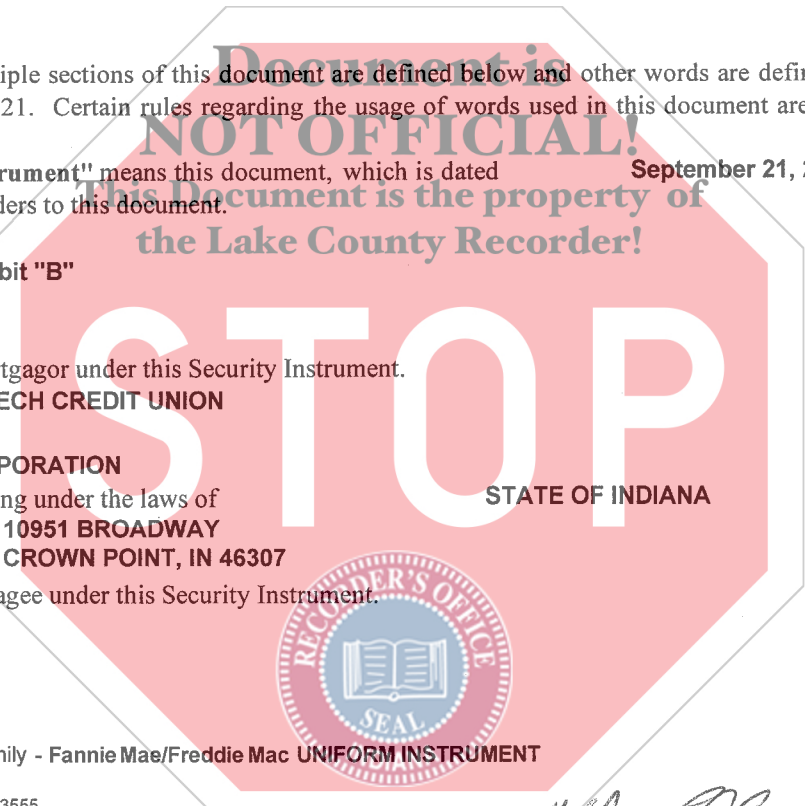 Document is
iple sections of this document are defined below and other words are defin
21. Certain rules regarding the usage of words used in this document are
NOT OFFICIAL!
rument" means this document, which is dated September 21, 2
This Document is the property of
ders to this document.
the Lake County Recorder!
bit "B"
STOP
tgagor under this Security Instrument.
ECH CREDIT UNION
PORATION
ng under the laws of STATE OF INDIANA
10951 BROADWAY
CROWN POINT, IN 46307
agee under this Security Instrument.
RECORDER'S OFFICE
SEAL
INDIANA
nily - Fannie Mae/Freddie Mac UNIFORM INSTRUMENT
3555